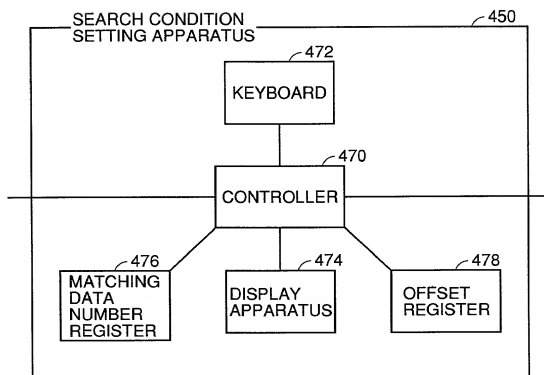 SEARCH CONDITION
SETTING APPARATUS
450
472
KEYBOARD
470
CONTROLLER
476
MATCHING
DATA
NUMBER
REGISTER
474
DISPLAY
APPARATUS
478
OFFSET
REGISTER